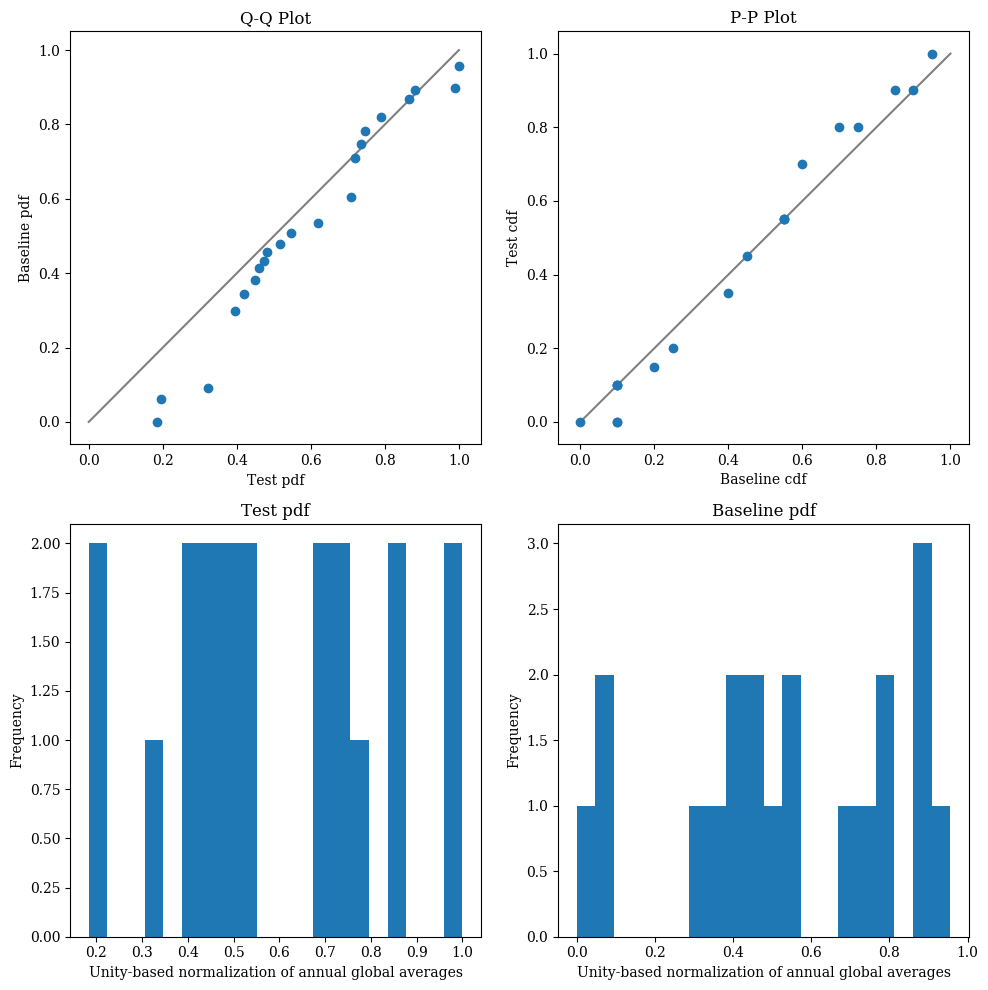 Q-Q Plot
1.0
0.8
0.6
0.4
0.2
0.0
Baseline pdf
0.0 0.2 0.4 0.6 0.8 1.0
Test pdf
P-P Plot
1.0
0.8
0.6
0.4
0.2
0.0
Test cdf
0.0 0.2 0.4 0.6 0.8 1.0
Baseline cdf
Test pdf
2.00
1.75
1.50
1.25
1.00
0.75
0.50
0.25
0.00
Frequency
0.2 0.3 0.4 0.5 0.6 0.7 0.8 0.9 1.0
Unity-based normalization of annual global averages
Baseline pdf
3.0
2.5
2.0
1.5
1.0
0.5
0.0
Frequency
0.0 0.2 0.4 0.6 0.8 1.0
Unity-based normalization of annual global averages